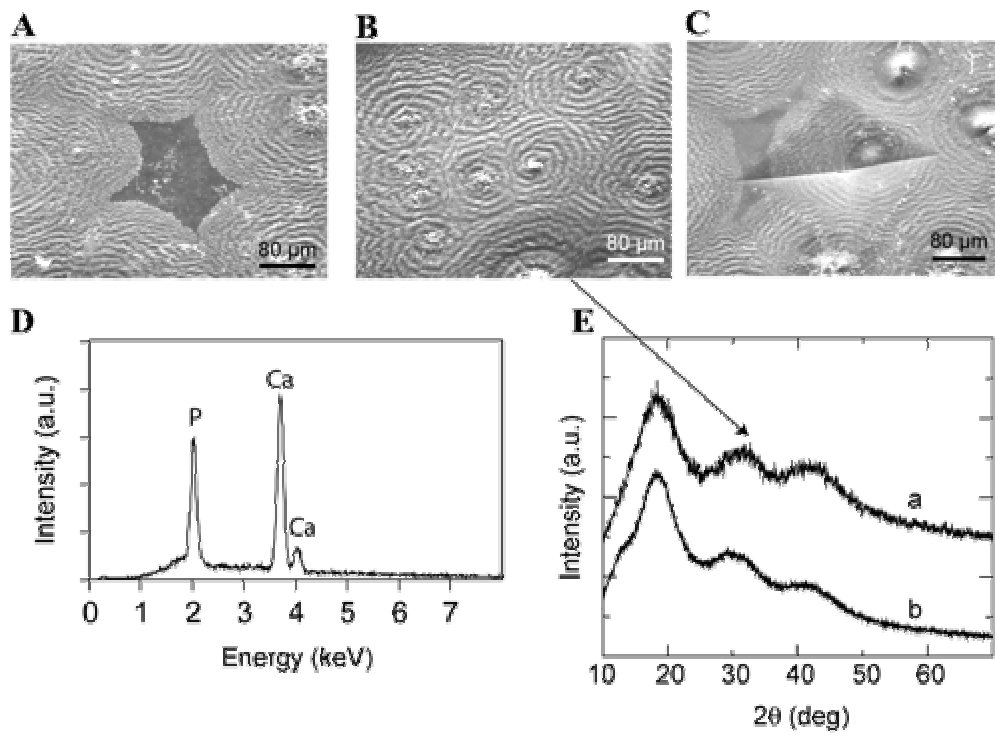 A
B
C
80 µm
80 µm
80 µm
D
E
Intensity (a.u.)
P
Ca
Ca
0 1 2 3 4 5 6 7
Energy (keV)
Intensity (a.u.)
a
b
10 20 30 40 50 60
2θ (deg)